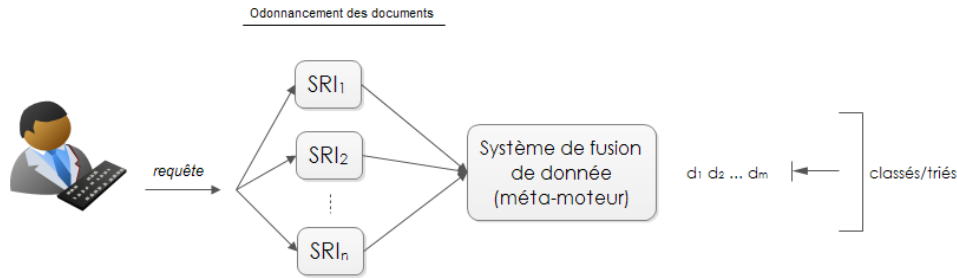 Odonnancement des documents
SRI₁
SRI₂
SRIₙ
requête
Système de fusion
de donnée
(méta-moteur)
d₁ d₂ ... dₘ
classés/triés